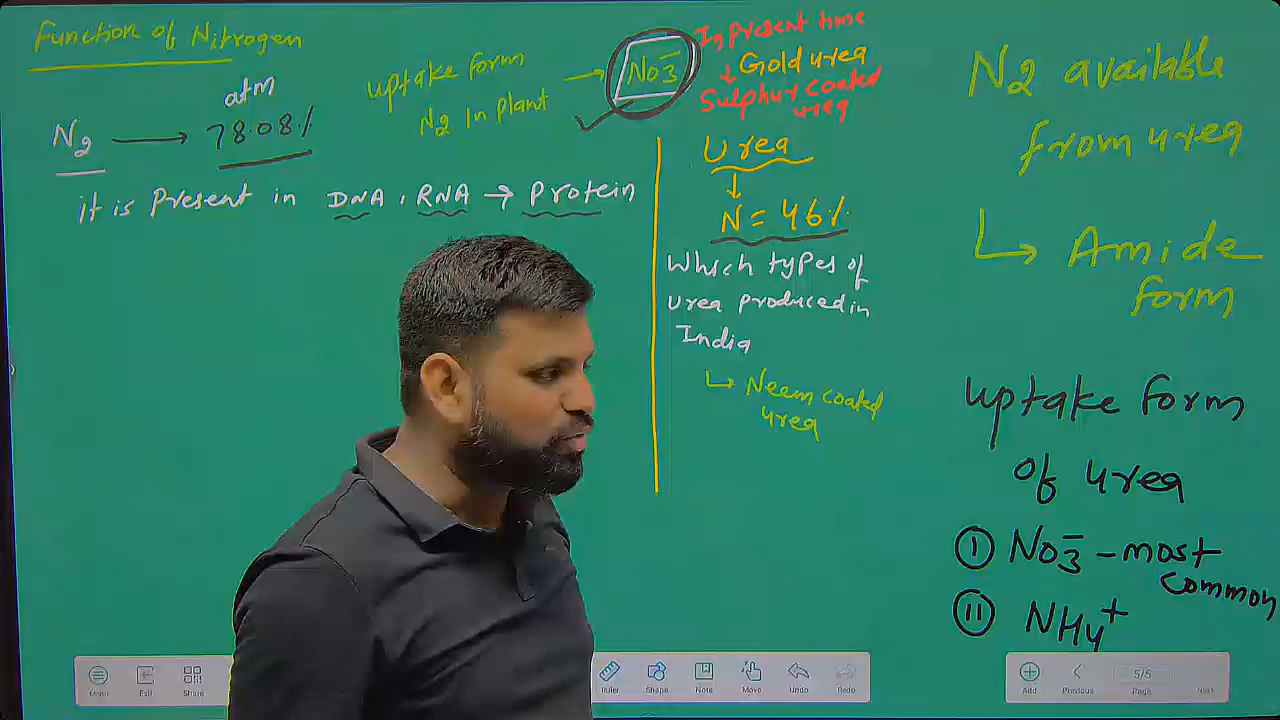 Function of Nitrogen
N2 → atm 78.08%
uptake form
N2 In plant → NO3-
it is Present in DNA, RNA → Protein
In Present time
↓ Gold urea
Sulphur coated
urea
Urea
↓
N = 46%
Which types of
urea produced in
India
↳ Neem coated
urea
N2 available
from urea
↳ Amide
form
uptake form
of urea
(I) NO3- - most
common
(II) NH4+
Menu
Exit
Share
Ruler
Shape
Note
Move
Undo
Redo
Add
Previous
5/5
Page
Next